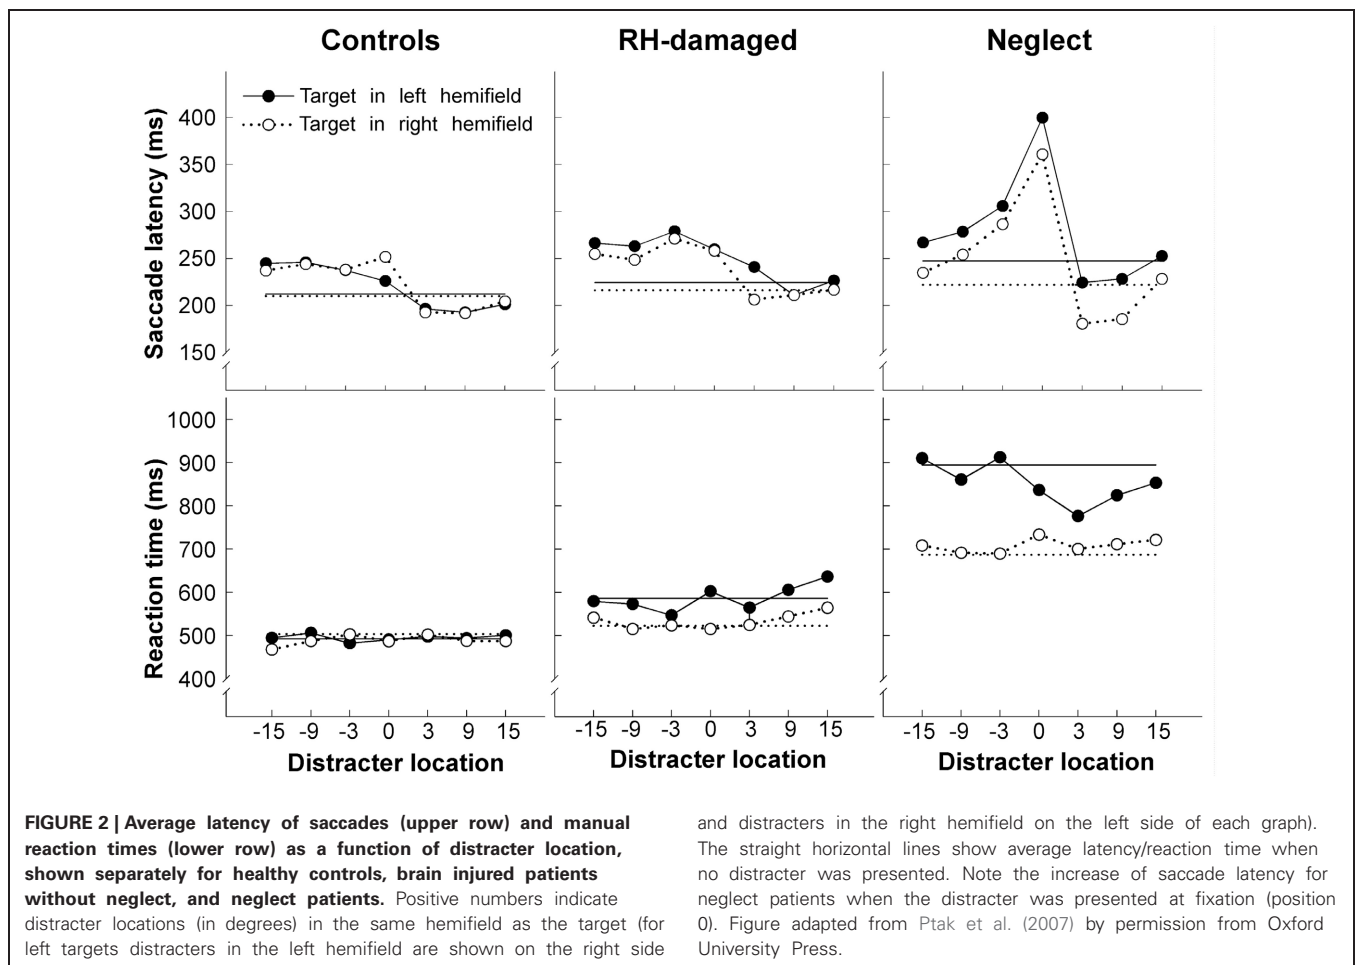 Controls
RH-damaged
Neglect
Target in left hemifield
Target in right hemifield
Saccade latency (ms)
400
350
300
250
200
150
Reaction time (ms)
1000
900
800
700
600
500
400
-15 -9 -3 0 3 9 15
-15 -9 -3 0 3 9 15
-15 -9 -3 0 3 9 15
Distracter location
Distracter location
Distracter location
FIGURE 2 | Average latency of saccades (upper row) and manual
reaction times (lower row) as a function of distracter location,
shown separately for healthy controls, brain injured patients
without neglect, and neglect patients. Positive numbers indicate
distracter locations (in degrees) in the same hemifield as the target (for
left targets distracters in the left hemifield are shown on the right side
and distracters in the right hemifield on the left side of each graph).
The straight horizontal lines show average latency/reaction time when
no distracter was presented. Note the increase of saccade latency for
neglect patients when the distracter was presented at fixation (position
0). Figure adapted from Ptak et al. (2007) by permission from Oxford
University Press.